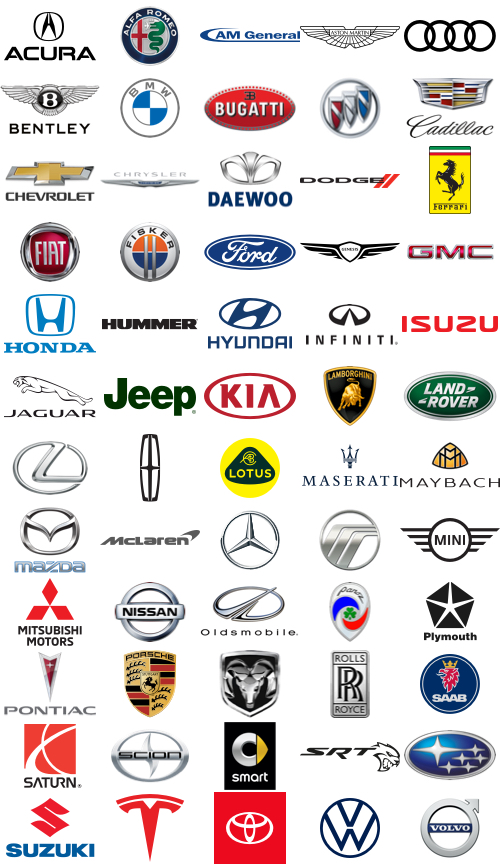 ACURA
ALFA ROMEO
AM General
ASTON MARTIN
B
BENTLEY
BMW
BUGATTI
Cadillac
CHEVROLET
CHRYSLER
DAEWOO
DODGE
Ferrari
FIAT
FISKER
Ford
GENESIS
GMC
HONDA
HUMMER
HYUNDAI
INFINITI®
ISUZU
JAGUAR
Jeep®
KIA
LAMBORGHINI
LAND
ROVER
LOTUS
MASERATI
MAYBACH
mazda
McLaren
MINI
MITSUBISHI
MOTORS
NISSAN
Oldsmobile®
Panoz
Plymouth
PONTIAC
PORSCHE
ROLLS
RR
ROYCE
SAAB
SATURN®
SCION
smart
SRT
SUZUKI
VOLVO